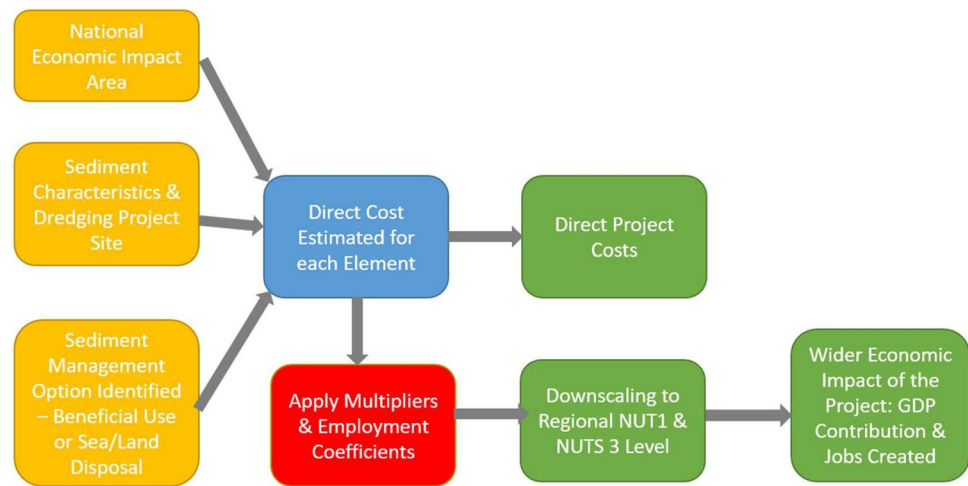 National
Economic Impact
Area
Sediment
Characteristics &
Dredging Project
Site
Sediment
Management
Option Identified
– Beneficial Use
or Sea/Land
Disposal
Direct Cost
Estimated for
each Element
Direct Project
Costs
Apply Multipliers
& Employment
Coefficients
Downscaling to
Regional NUT1 &
NUTS 3 Level
Wider Economic
Impact of the
Project: GDP
Contribution &
Jobs Created